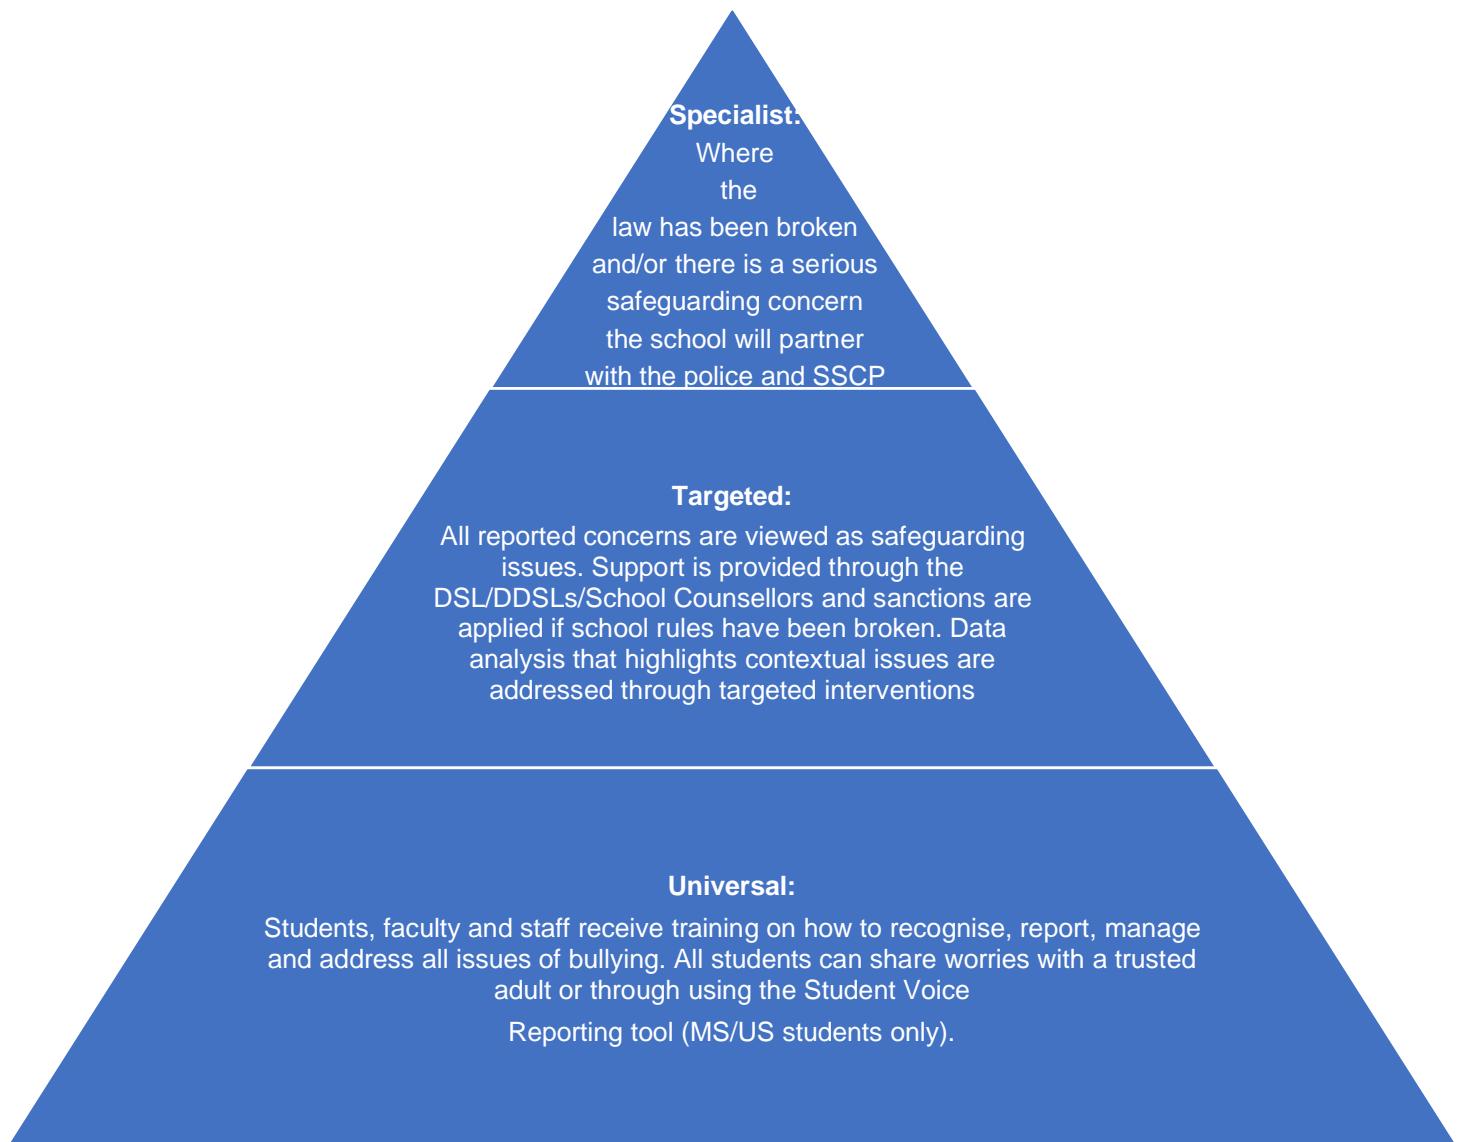 Specialist:
Where
the
law has been broken
and/or there is a serious
safeguarding concern
the school will partner
with the police and SSCP
Targeted:
All reported concerns are viewed as safeguarding
issues. Support is provided through the
DSL/DDSLs/School Counsellors and sanctions are
applied if school rules have been broken. Data
analysis that highlights contextual issues are
addressed through targeted interventions
Universal:
Students, faculty and staff receive training on how to recognise, report, manage
and address all issues of bullying. All students can share worries with a trusted
adult or through using the Student Voice
Reporting tool (MS/US students only).